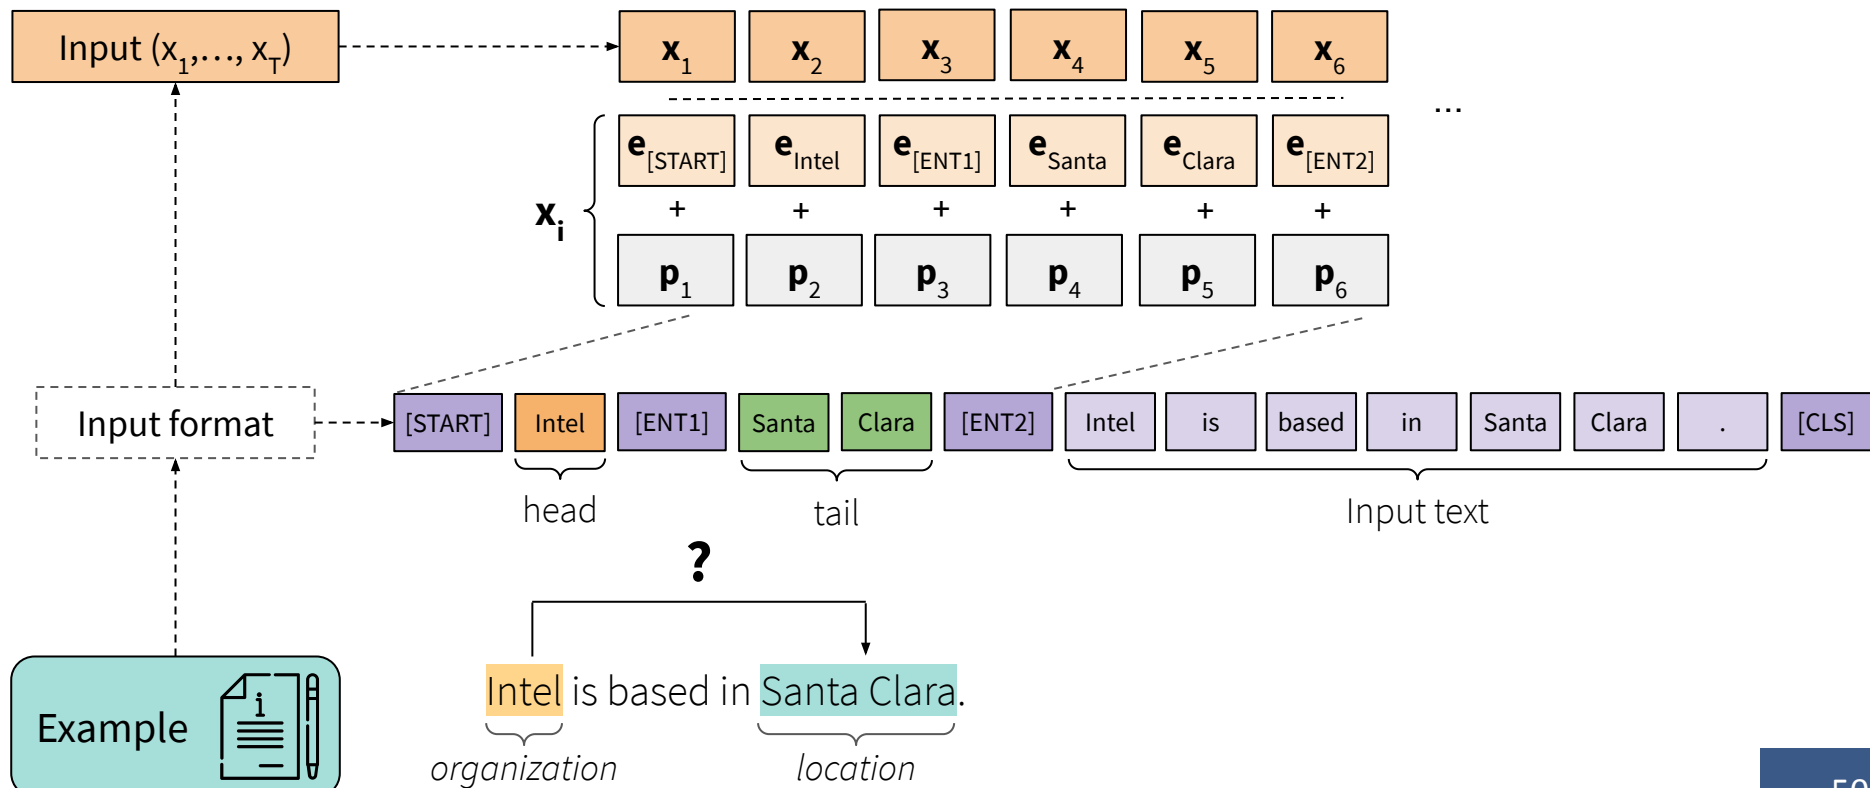 Input (x1,…, xT)
x1 x2 x3 x4 x5 x6
...
e[START] eIntel e[ENT1] eSanta eClara e[ENT2]
xi
+ + + + + +
p1 p2 p3 p4 p5 p6
Input format
[START] Intel [ENT1] Santa Clara [ENT2] Intel is based in Santa Clara . [CLS]
head tail Input text
?
Intel is based in Santa Clara.
Example
i
organization location